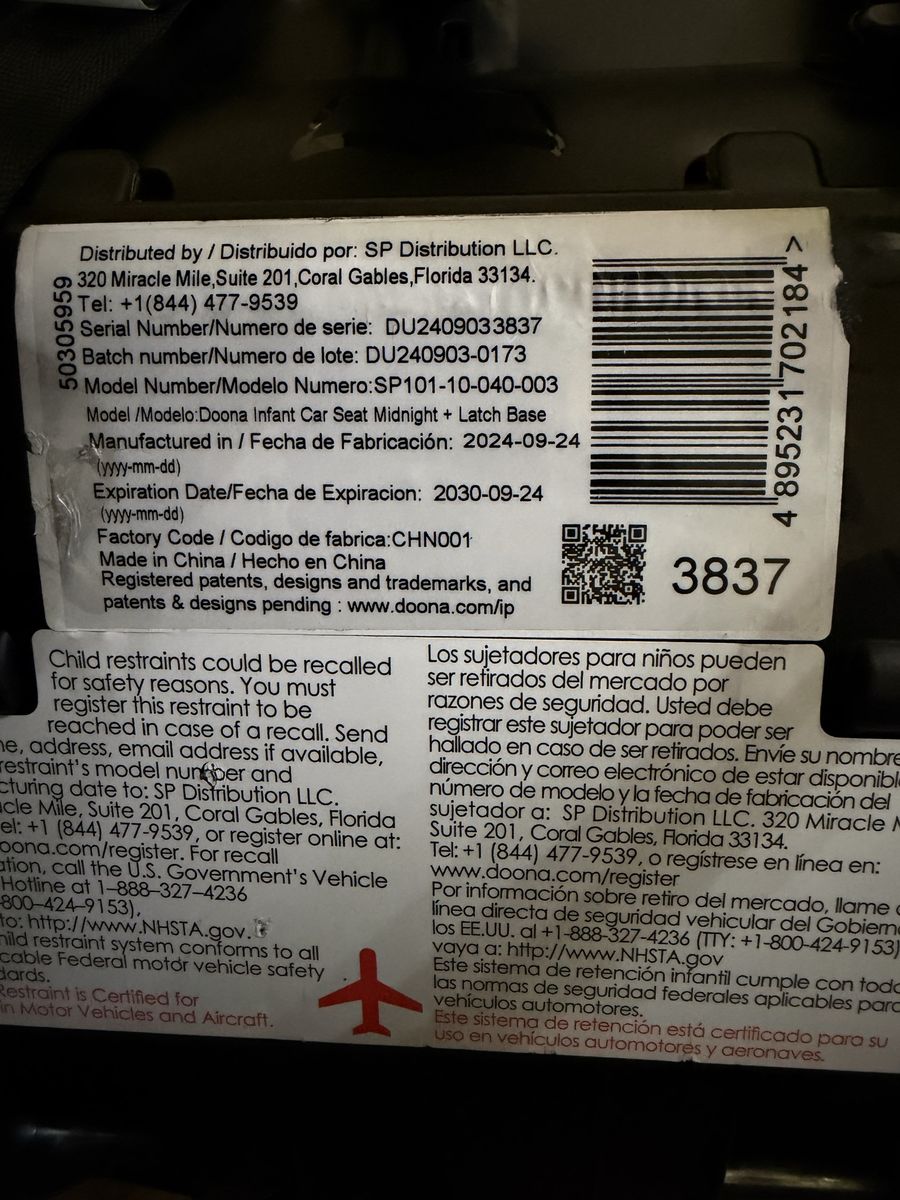 Distributed by / Distribuido por: SP Distribution LLC.
320 Miracle Mile,Suite 201,Coral Gables,Florida 33134.
Tel: +1(844) 477-9539
Serial Number/Numero de serie: DU2409033837
Batch number/Numero de lote: DU240903-0173
Model Number/Modelo Numero:SP101-10-040-003
Model /Modelo:Doona Infant Car Seat Midnight + Latch Base
Manufactured in / Fecha de Fabricación: 2024-09-24
(yyyy-mm-dd)
Expiration Date/Fecha de Expiracion: 2030-09-24
(yyyy-mm-dd)
Factory Code / Codigo de fabrica:CHN001
Made in China / Hecho en China
Registered patents, designs and trademarks, and
patents & designs pending : www.doona.com/ip
50305959
4 895231 702184 >
3837
Child restraints could be recalled
for safety reasons. You must
register this restraint to be
reached in case of a recall. Send
address, email address if available,
restraint's model number and
to: SP Distribution LLC.
Mile, Suite 201, Coral Gables, Florida
+1 (844) 477-9539, or register online at:
For recall
call the U.S. Government's Vehicle
Hotline at 1-888-327-4236
800-424-9153),
to: http://www.NHSTA.gov.
child restraint system conforms to all
Federal motor vehicle safety
Restraint is Certified for
in Motor Vehicles and Aircraft.
Los sujetadores para niños pueden
ser retirados del mercado por
razones de seguridad. Usted debe
registrar este sujetador para poder ser
hallado en caso de ser retirados. Envíe su nombre
dirección y correo electrónico de estar
número de modelo y la fecha de fabricación del
sujetador a: SP Distribution LLC. 320 Miracle
Suite 201, Coral Gables, Florida 33134.
Tel: +1 (844) 477-9539, o regístrese en línea en:
www.doona.com/register
Por información sobre retiro del mercado, llame
línea directa de seguridad vehicular del
los EE.UU. al +1-888-327-4236 (TTY: +1-800-424-9153)
vaya a: http://www.NHSTA.gov
Este sistema de retención infantil cumple con
las normas de seguridad federales aplicables
vehículos automotores.
Este sistema de retención está certificado para su
uso en vehículos automotores y aeronaves.